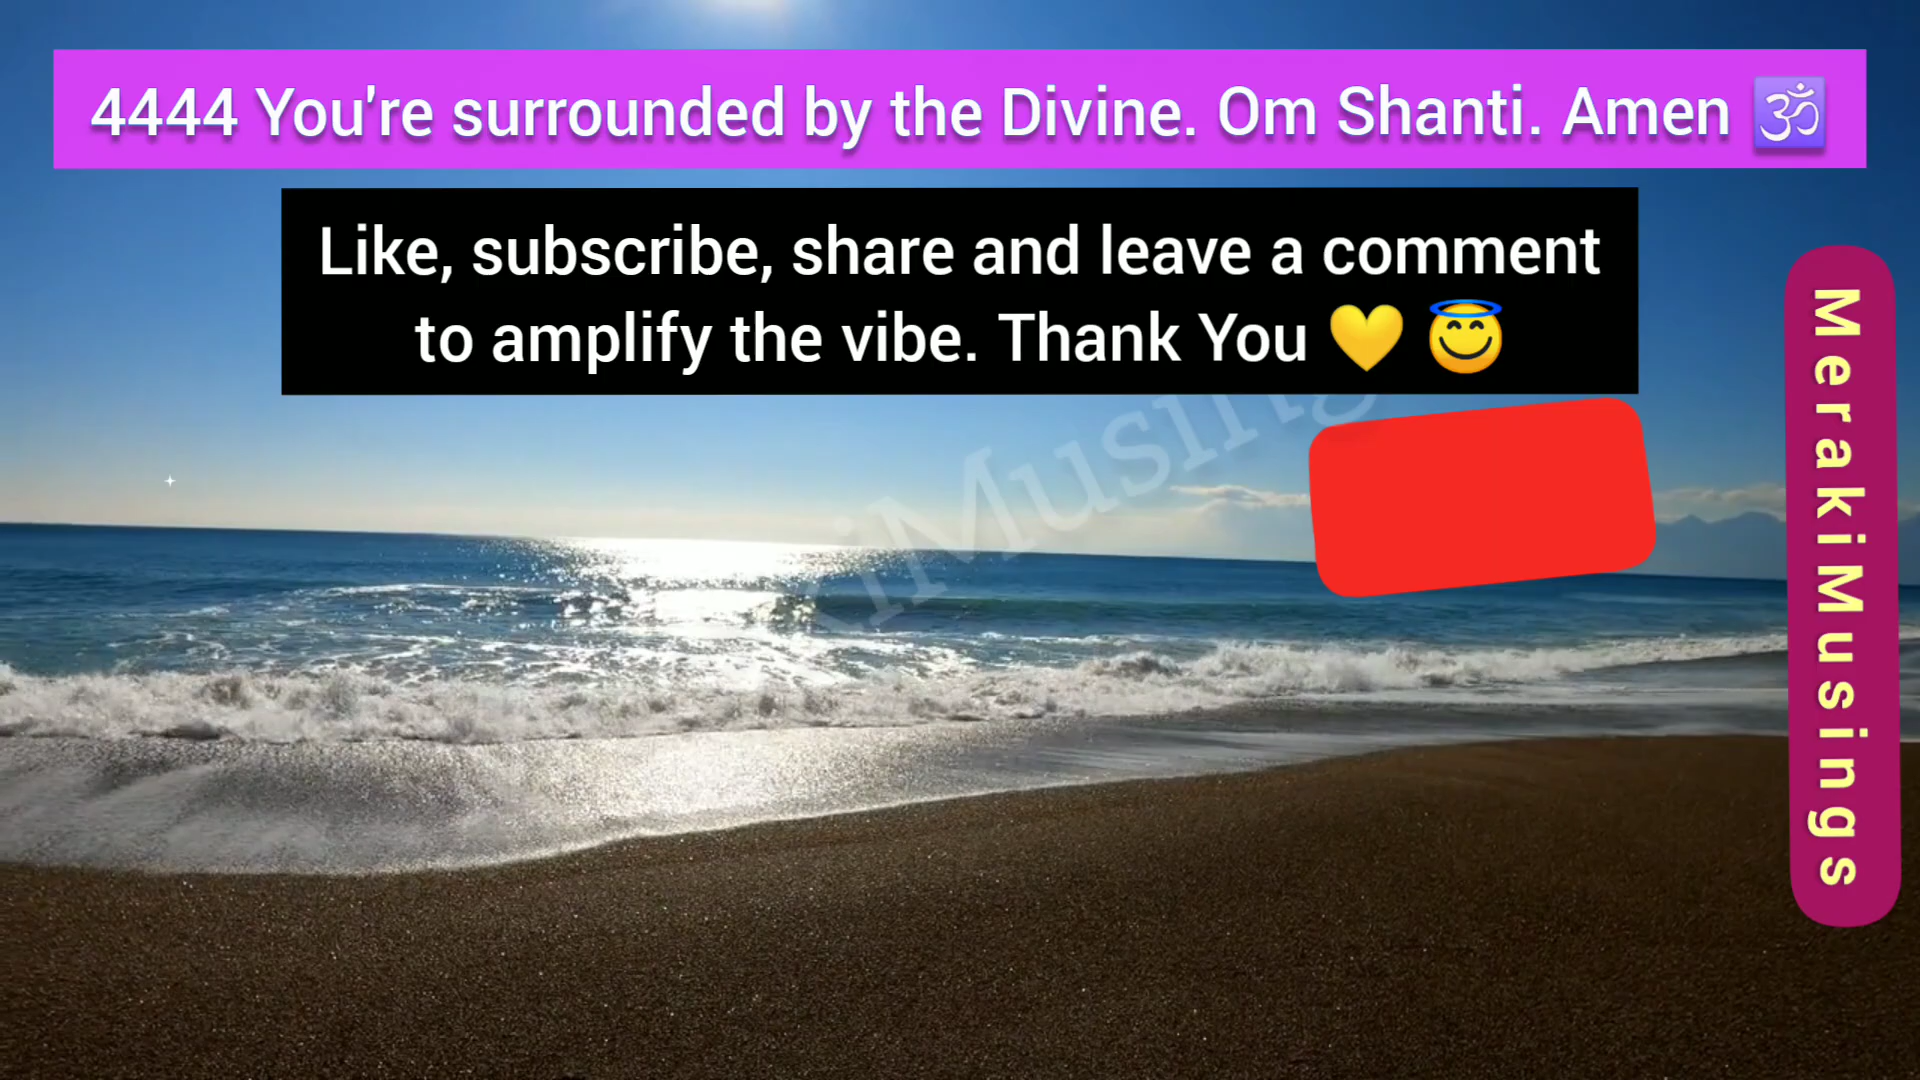 4444 You're surrounded by the Divine. Om Shanti. Amen 🕉️
Like, subscribe, share and leave a comment
to amplify the vibe. Thank You 💛 😇
MerakiMusings
kiMusing